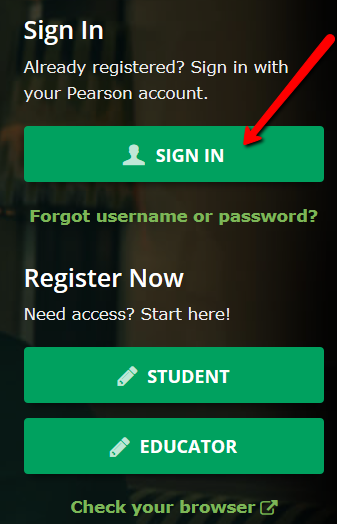 Sign In
Already registered? Sign in with
your Pearson account.
SIGN IN
Forgot username or password?
Register Now
Need access? Start here!
STUDENT
EDUCATOR
Check your browser